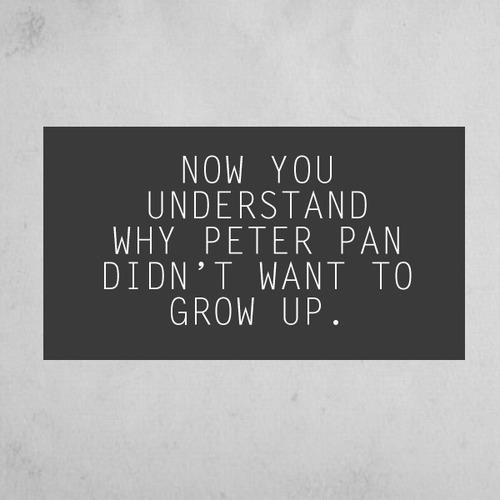 NOW YOU
UNDERSTAND
WHY PETER PAN
DIDN'T WANT TO
GROW UP.